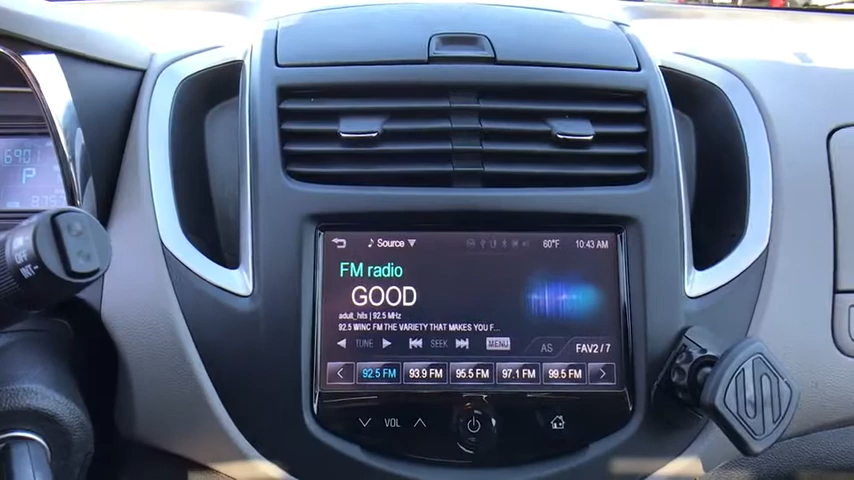 Source 60°F 10:43 AM
FM radio
GOOD
adult_hits | 92.5 MHz
92.5 WINC FM THE VARIETY THAT MAKES YOU F...
TUNE SEEK MENU AS FAV2/7
92.5 FM 93.9 FM 95.5 FM 97.1 FM 99.5 FM
VOL
P
OFF
INT